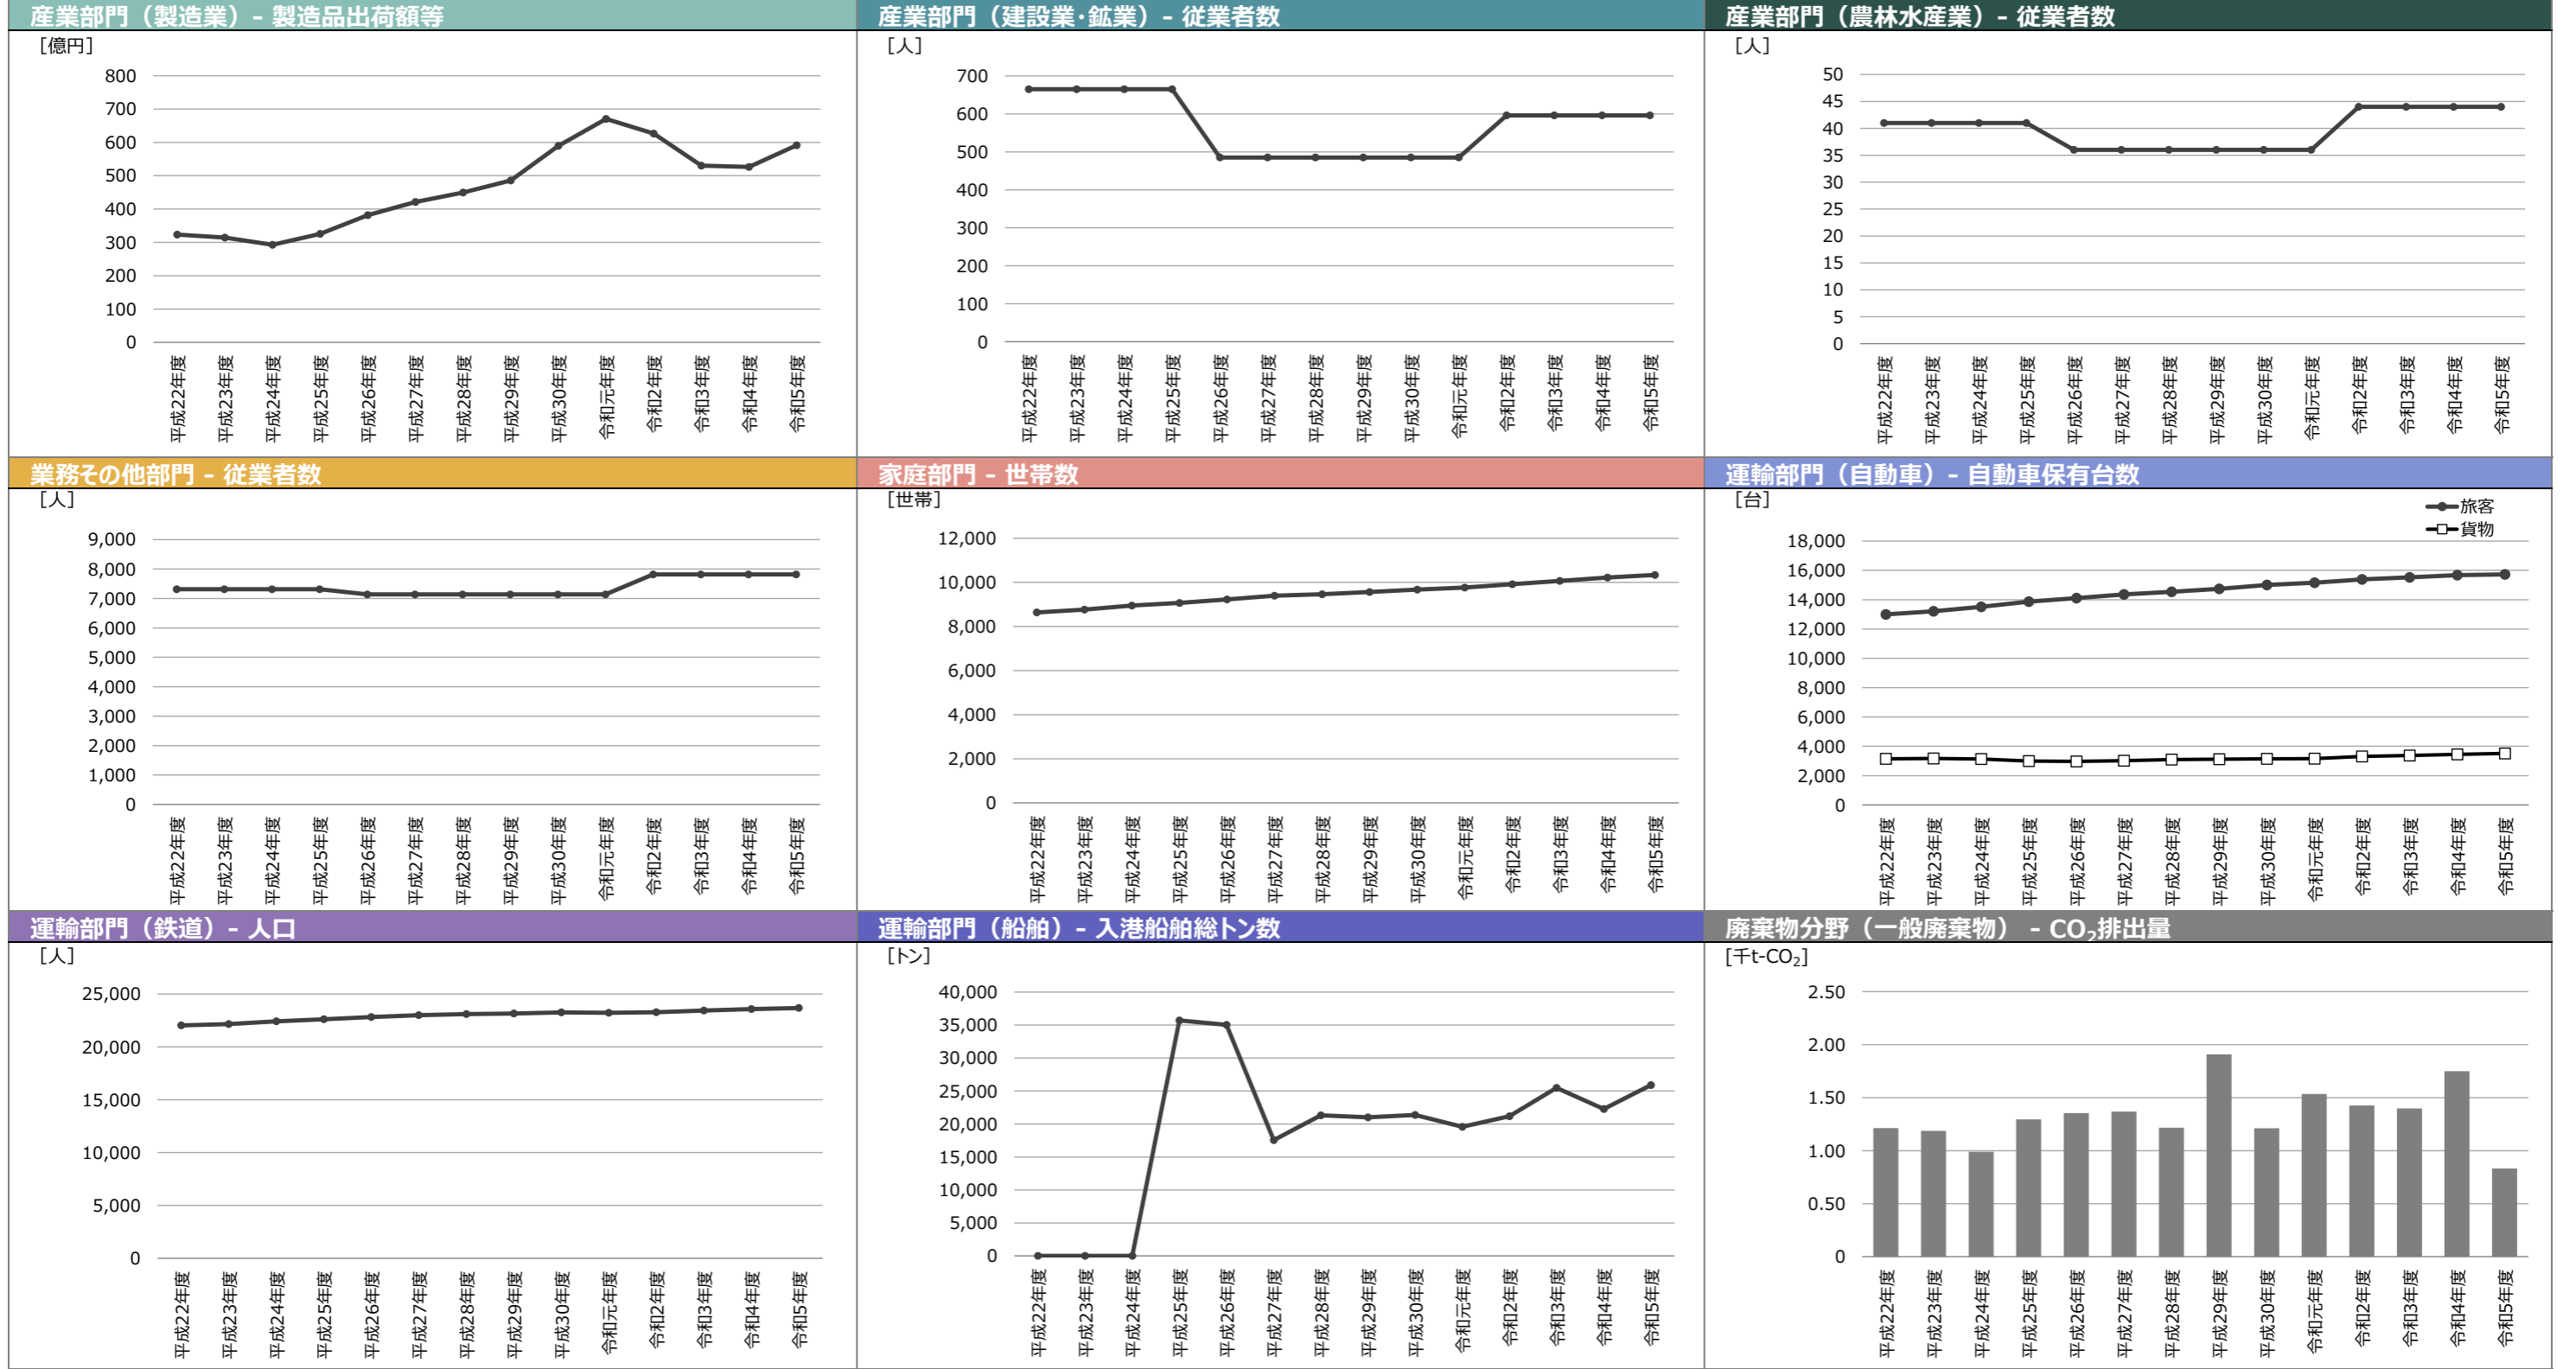 産業部門（製造業）- 製造品出荷額等
[億円]
800
700
600
500
400
300
200
100
0
平成22年度
平成23年度
平成24年度
平成25年度
平成26年度
平成27年度
平成28年度
平成29年度
平成30年度
令和元年度
令和2年度
令和3年度
令和4年度
令和5年度
産業部門（建設業･鉱業）- 従業者数
[人]
700
600
500
400
300
200
100
0
平成22年度
平成23年度
平成24年度
平成25年度
平成26年度
平成27年度
平成28年度
平成29年度
平成30年度
令和元年度
令和2年度
令和3年度
令和4年度
令和5年度
産業部門（農林水産業）- 従業者数
[人]
50
45
40
35
30
25
20
15
10
5
0
平成22年度
平成23年度
平成24年度
平成25年度
平成26年度
平成27年度
平成28年度
平成29年度
平成30年度
令和元年度
令和2年度
令和3年度
令和4年度
令和5年度
業務その他部門 - 従業者数
[人]
9,000
8,000
7,000
6,000
5,000
4,000
3,000
2,000
1,000
0
平成22年度
平成23年度
平成24年度
平成25年度
平成26年度
平成27年度
平成28年度
平成29年度
平成30年度
令和元年度
令和2年度
令和3年度
令和4年度
令和5年度
家庭部門 - 世帯数
[世帯]
12,000
10,000
8,000
6,000
4,000
2,000
0
平成22年度
平成23年度
平成24年度
平成25年度
平成26年度
平成27年度
平成28年度
平成29年度
平成30年度
令和元年度
令和2年度
令和3年度
令和4年度
令和5年度
運輸部門（自動車）- 自動車保有台数
[台]
旅客
貨物
18,000
16,000
14,000
12,000
10,000
8,000
6,000
4,000
2,000
0
平成22年度
平成23年度
平成24年度
平成25年度
平成26年度
平成27年度
平成28年度
平成29年度
平成30年度
令和元年度
令和2年度
令和3年度
令和4年度
令和5年度
運輸部門（鉄道）- 人口
[人]
25,000
20,000
15,000
10,000
5,000
0
平成22年度
平成23年度
平成24年度
平成25年度
平成26年度
平成27年度
平成28年度
平成29年度
平成30年度
令和元年度
令和2年度
令和3年度
令和4年度
令和5年度
運輸部門（船舶）- 入港船舶総トン数
[トン]
40,000
35,000
30,000
25,000
20,000
15,000
10,000
5,000
0
平成22年度
平成23年度
平成24年度
平成25年度
平成26年度
平成27年度
平成28年度
平成29年度
平成30年度
令和元年度
令和2年度
令和3年度
令和4年度
令和5年度
廃棄物分野（一般廃棄物） - CO₂排出量
[千t-CO₂]
2.50
2.00
1.50
1.00
0.50
0
平成22年度
平成23年度
平成24年度
平成25年度
平成26年度
平成27年度
平成28年度
平成29年度
平成30年度
令和元年度
令和2年度
令和3年度
令和4年度
令和5年度